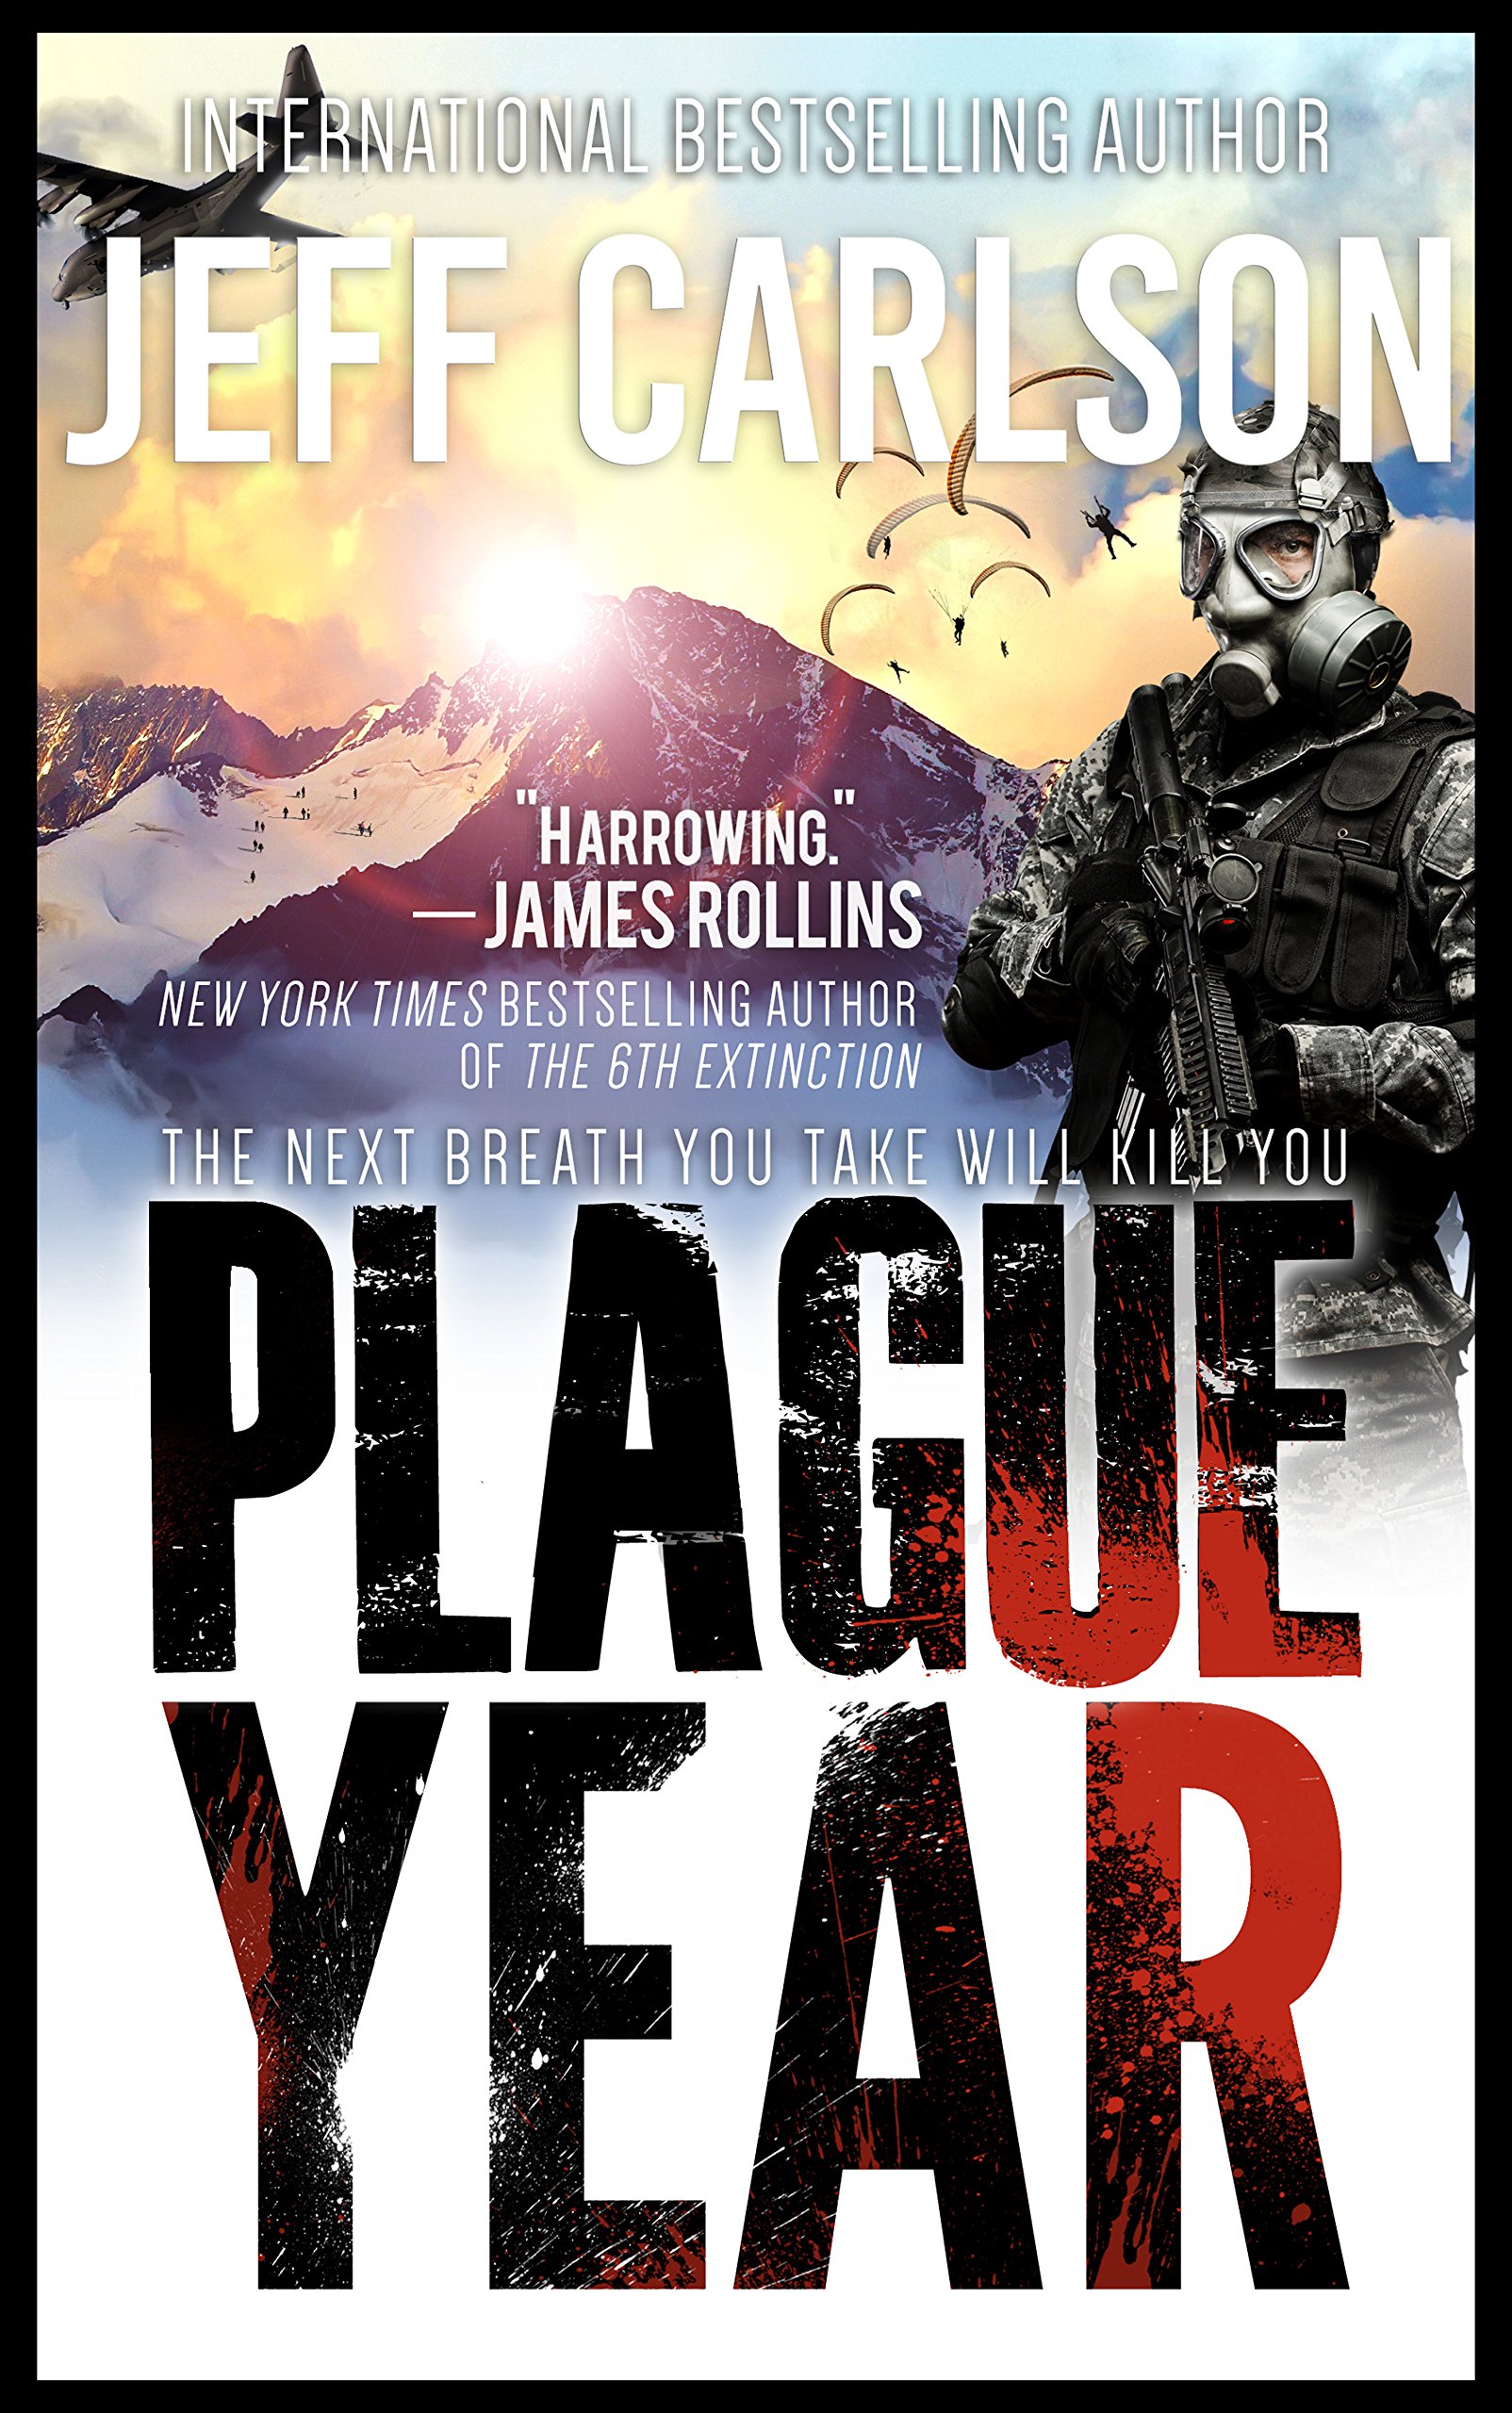 INTERNATIONAL BESTSELLING AUTHOR
JEFF CARLSON
"HARROWING."
—JAMES ROLLINS
NEW YORK TIMES BESTSELLING AUTHOR
OF THE 6TH EXTINCTION
THE NEXT BREATH YOU TAKE WILL KILL YOU
PLAGUE
YEAR